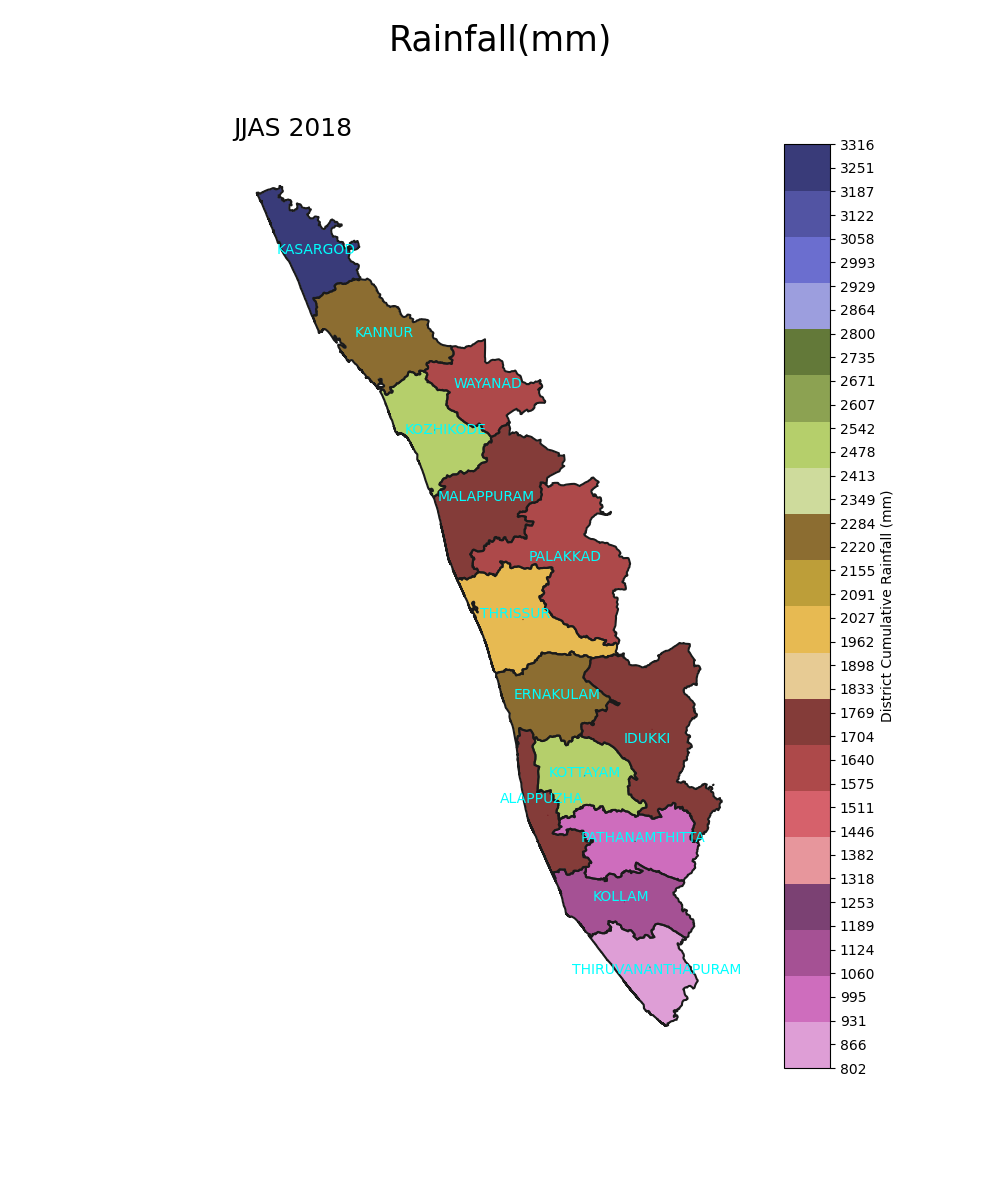 Rainfall(mm)
JJAS 2018
KASARGOD
KANNUR
WAYANAD
KOZHIKODE
MALAPPURAM
PALAKKAD
THRISSUR
ERNAKULAM
IDUKKI
KOTTAYAM
ALAPPUZHA
PATHANAMTHITTA
KOLLAM
THIRUVANANTHAPURAM
3316
3251
3187
3122
3058
2993
2929
2864
2800
2735
2671
2607
2542
2478
2413
2349
2284
2220
2155
2091
2027
1962
1898
1833
1769
1704
1640
1575
1511
1446
1382
1318
1253
1189
1124
1060
995
931
866
802
District Cumulative Rainfall (mm)